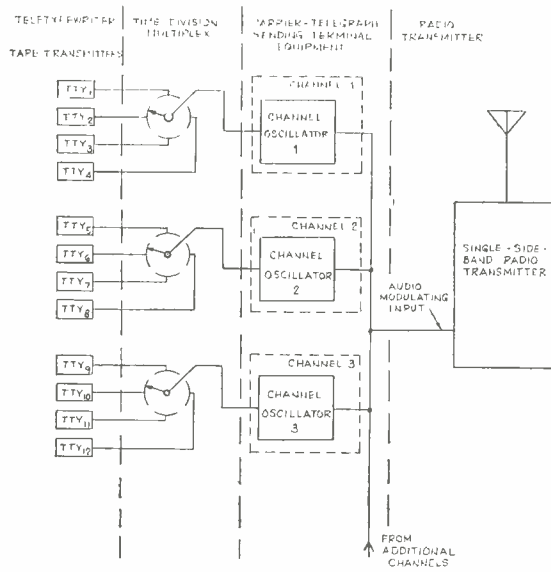 TELETYPEWRITER
TAPE TRANSMITTERS
TIME DIVISION
MULTIPLEX
CARRIER-TELEGRAPH
SENDING TERMINAL
EQUIPMENT
RADIO
TRANSMITTER
TTY1
TTY2
TTY3
TTY4
CHANNEL 1
CHANNEL
OSCILLATOR
1
TTY5
TTY6
TTY7
TTY8
CHANNEL 2
CHANNEL
OSCILLATOR
2
TTY9
TTY10
TTY11
TTY12
CHANNEL 3
CHANNEL
OSCILLATOR
3
AUDIO
MODULATING
INPUT
SINGLE-SIDE-
BAND RADIO
TRANSMITTER
FROM
ADDITIONAL
CHANNELS